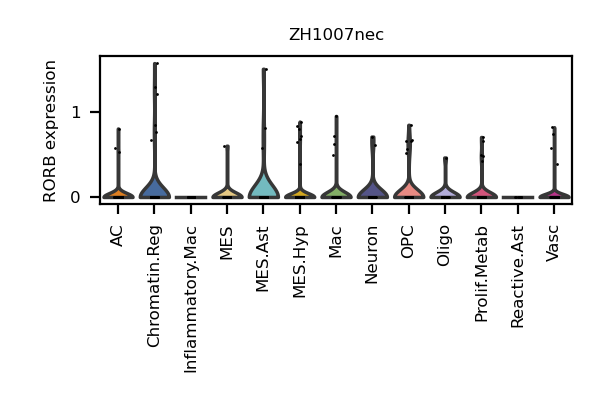 ZH1007nec
RORB expression
1
0
AC
Chromatin.Reg
Inflammatory.Mac
MES
MES.Ast
MES.Hyp
Mac
Neuron
OPC
Oligo
Prolif.Metab
Reactive.Ast
Vasc